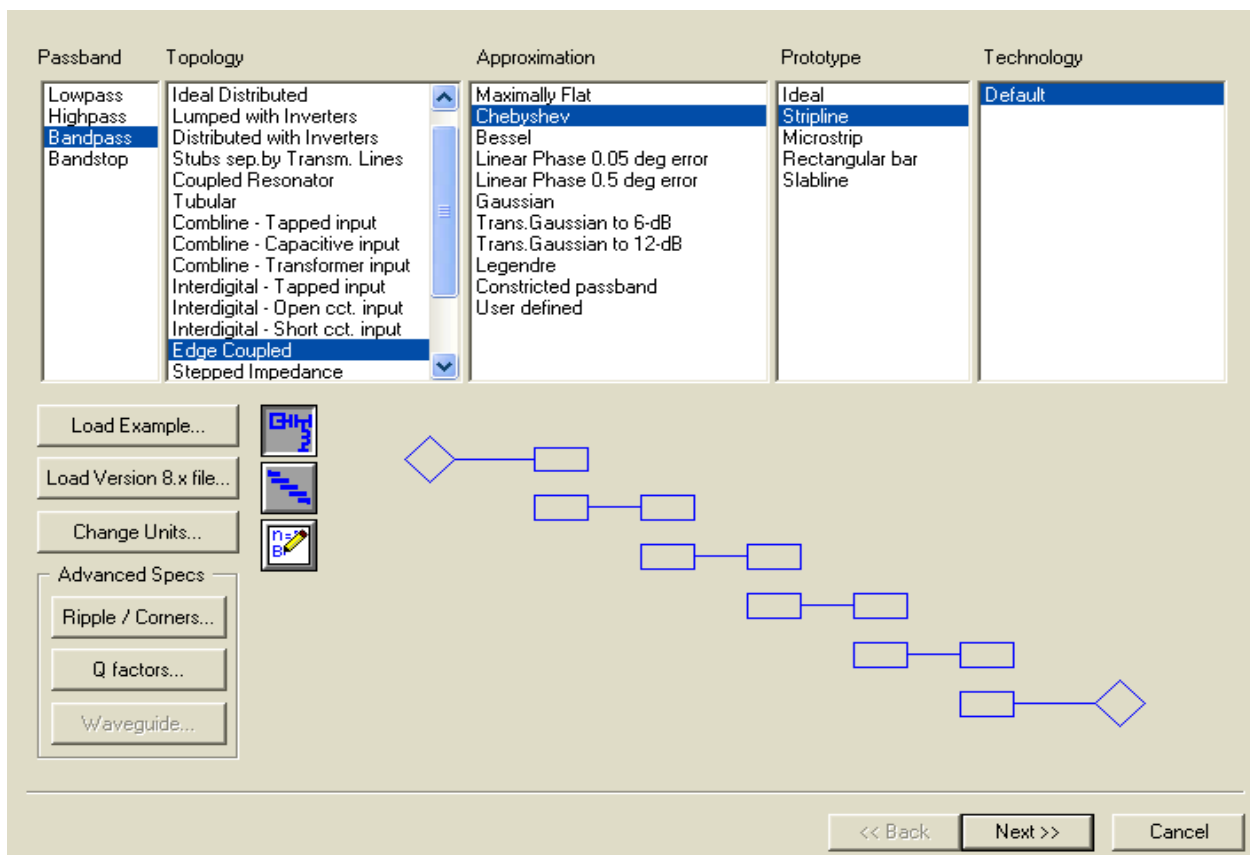 Passband
Topology
Approximation
Prototype
Technology
Lowpass
Highpass
Bandpass
Bandstop
Ideal Distributed
Lumped with Inverters
Distributed with Inverters
Stubs sep.by Transm. Lines
Coupled Resonator
Tubular
Combline - Tapped input
Combline - Capacitive input
Combline - Transformer input
Interdigital - Tapped input
Interdigital - Open cct. input
Interdigital - Short cct. input
Edge Coupled
Stepped Impedance
Maximally Flat
Chebyshev
Bessel
Linear Phase 0.05 deg error
Linear Phase 0.5 deg error
Gaussian
Trans.Gaussian to 6-dB
Trans.Gaussian to 12-dB
Legendre
Constricted passband
User defined
Ideal
Stripline
Microstrip
Rectangular bar
Slabline
Default
Load Example...
Load Version 8.x file...
Change Units...
Advanced Specs
Ripple / Corners...
Q factors...
Waveguide...
<< Back
Next >>
Cancel